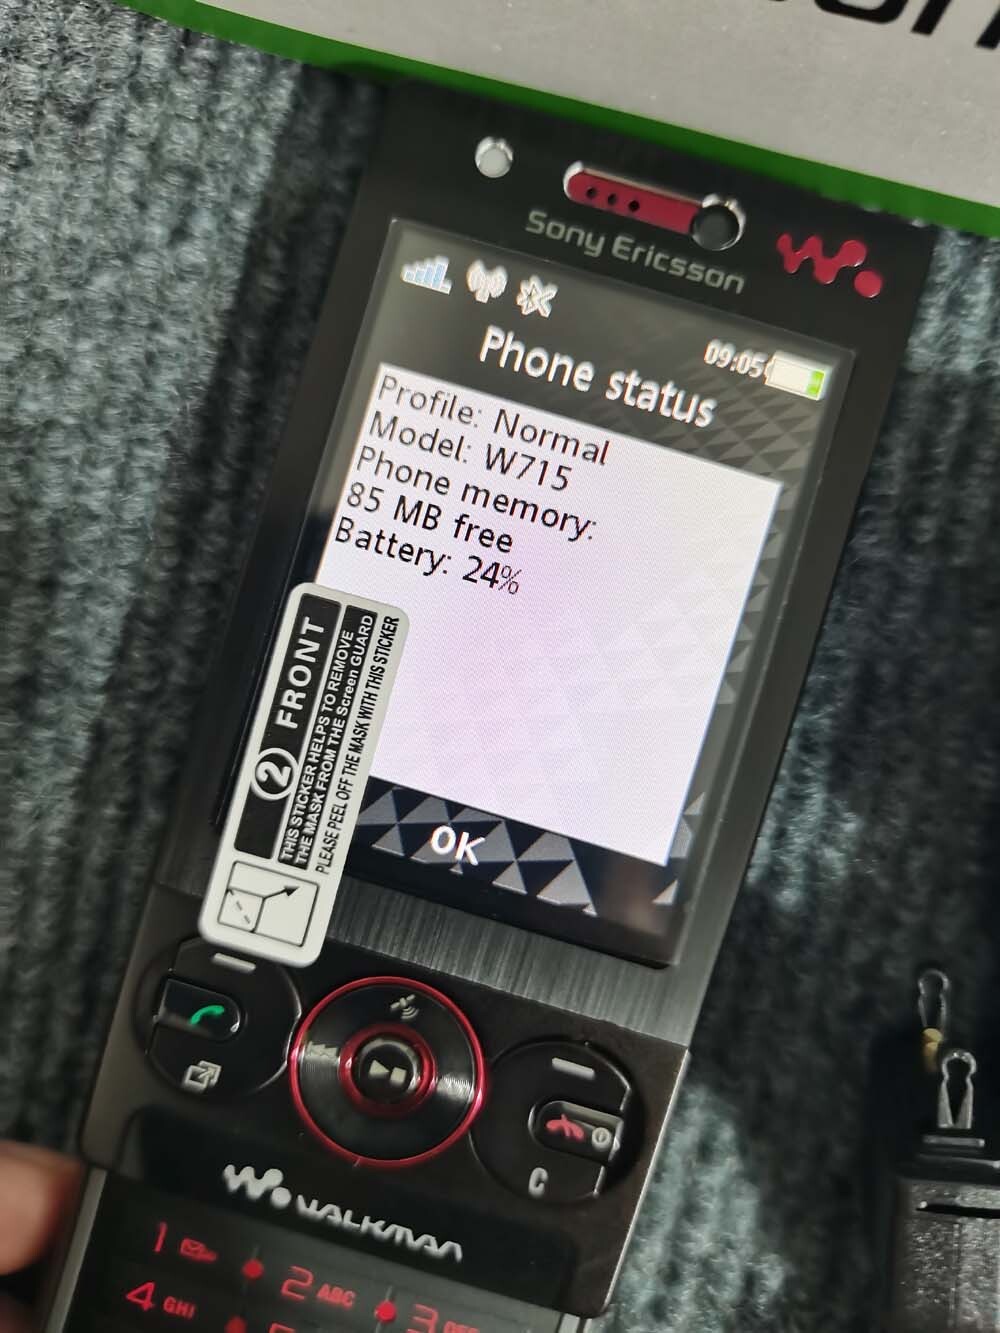 Sony Ericsson
09:05
Phone status
Profile: Normal
Model: W715
Phone memory:
85 MB free
Battery: 24%
OK
2 FRONT
THIS STICKER HELPS TO REMOVE
THE MASK FROM THE Screen GUARD
PLEASE PEEL OFF THE MASK WITH THIS STICKER
C
WALKMAN
1
2 ABC
3
4 GHI